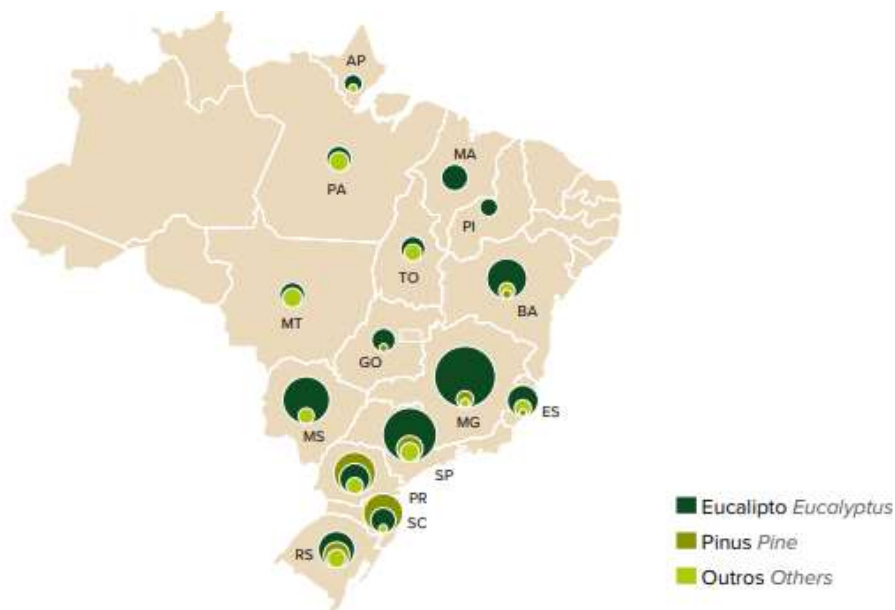 AP
MA
PA
PI
TO
BA
MT
GO
ES
MG
MS
SP
PR
SC
RS
Eucalipto Eucalyptus
Pinus Pine
Outros Others